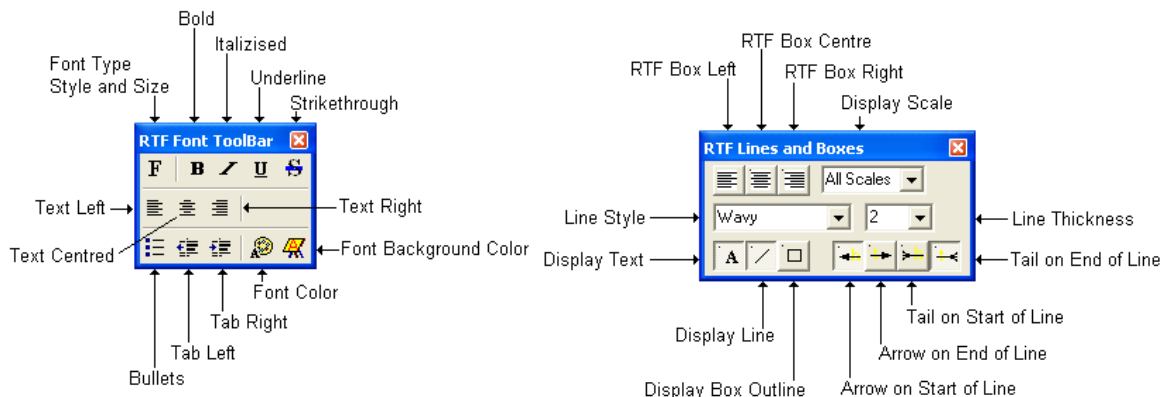 Bold
Italizised
Font Type
Style and Size
Underline
Strikethrough
RTF Font ToolBar
F B I U S
Text Left
Text Right
Text Centred
A
Font Background Color
Font Color
Tab Right
Tab Left
Bullets
RTF Box Centre
RTF Box Left
RTF Box Right
Display Scale
RTF Lines and Boxes
All Scales
Line Style
Wavy
2
Line Thickness
Display Text
A
Tail on End of Line
Tail on Start of Line
Display Line
Arrow on End of Line
Display Box Outline
Arrow on Start of Line